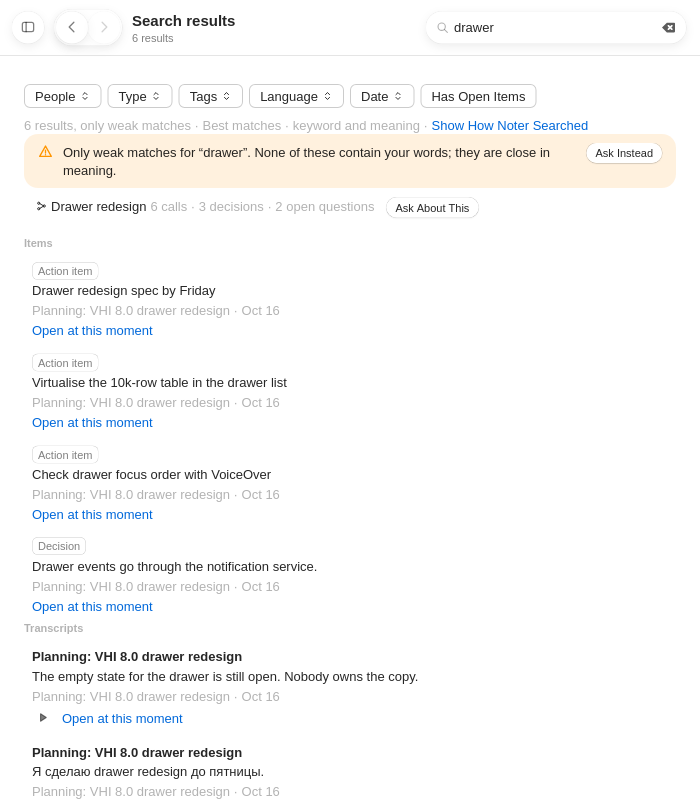 Search results
6 results
drawer
People
Type
Tags
Language
Date
Has Open Items
6 results, only weak matches · Best matches · keyword and meaning · Show How Noter Searched
Only weak matches for “drawer”. None of these contain your words; they are close in
meaning.
Ask Instead
Drawer redesign 6 calls · 3 decisions · 2 open questions
Ask About This
Items
Action item
Drawer redesign spec by Friday
Planning: VHI 8.0 drawer redesign · Oct 16
Open at this moment
Action item
Virtualise the 10k-row table in the drawer list
Planning: VHI 8.0 drawer redesign · Oct 16
Open at this moment
Action item
Check drawer focus order with VoiceOver
Planning: VHI 8.0 drawer redesign · Oct 16
Open at this moment
Decision
Drawer events go through the notification service.
Planning: VHI 8.0 drawer redesign · Oct 16
Open at this moment
Transcripts
Planning: VHI 8.0 drawer redesign
The empty state for the drawer is still open. Nobody owns the copy.
Planning: VHI 8.0 drawer redesign · Oct 16
Open at this moment
Planning: VHI 8.0 drawer redesign
Я сделаю drawer redesign до пятницы.
Planning: VHI 8.0 drawer redesign · Oct 16